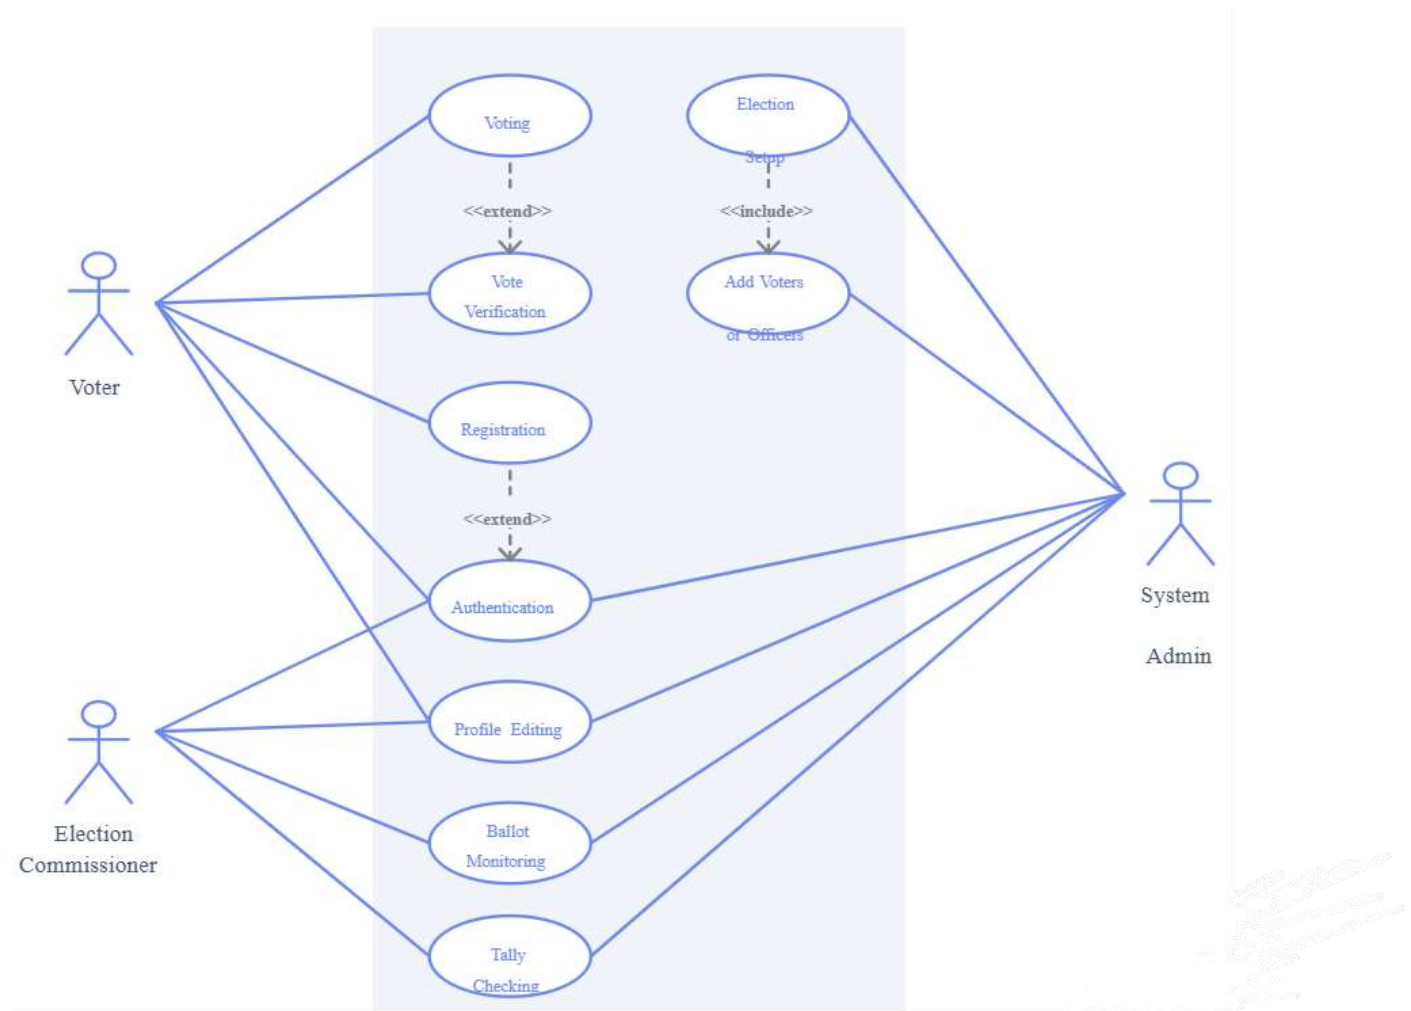 Voting
Election
Setup
<<extend>>
<<include>>
Vote
Verification
Add Voters
or Officers
Voter
Registration
<<extend>>
Authentication
System
Admin
Profile Editing
Election
Commissioner
Ballot
Monitoring
Tally
Checking